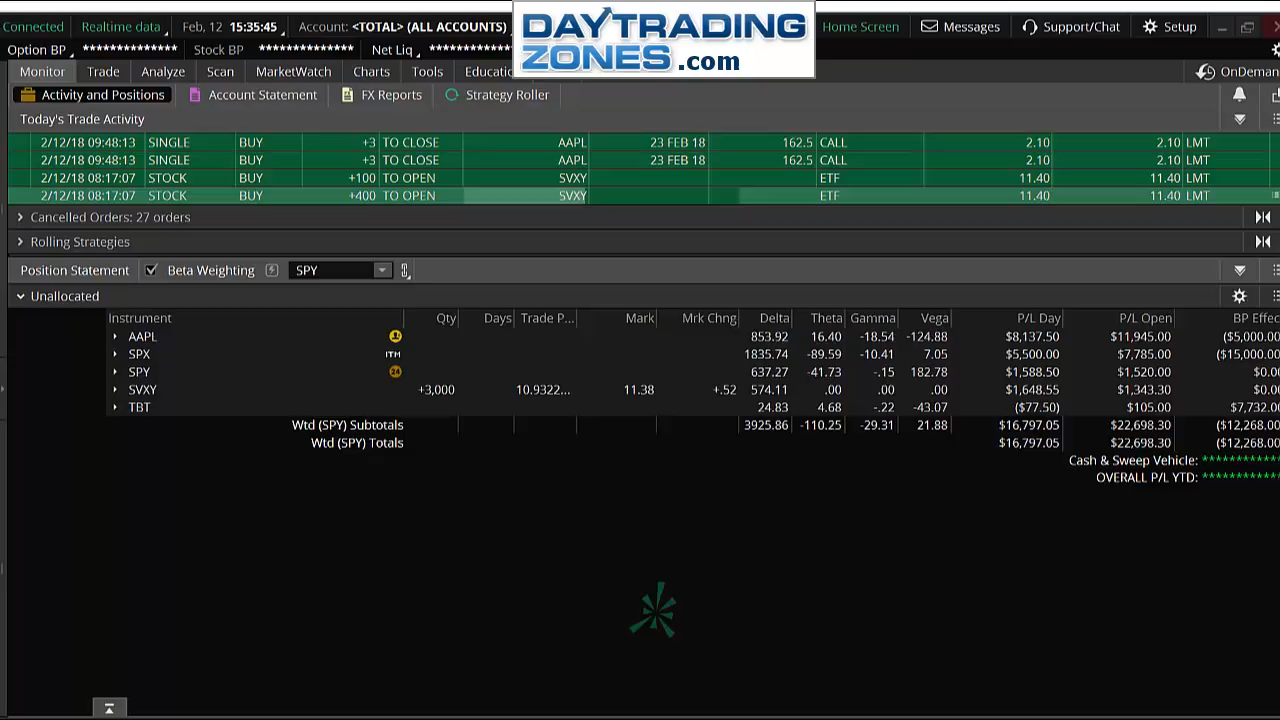 Connected Realtime data Feb, 12 15:35:45 Account: <TOTAL> (ALL ACCOUNTS) Home Screen Messages Support/Chat Setup
DAYTRADING
ZONES.com
Option BP ************** Stock BP ************** Net Liq
Monitor Trade Analyze Scan MarketWatch Charts Tools Educatio OnDeman
Activity and Positions Account Statement FX Reports Strategy Roller
Today's Trade Activity
2/12/18 09:48:13 SINGLE BUY +3 TO CLOSE AAPL 23 FEB 18 162.5 CALL 2.10 2.10 LMT
2/12/18 09:48:13 SINGLE BUY +3 TO CLOSE AAPL 23 FEB 18 162.5 CALL 2.10 2.10 LMT
2/12/18 08:17:07 STOCK BUY +100 TO OPEN SVXY ETF 11.40 11.40 LMT
2/12/18 08:17:07 STOCK BUY +400 TO OPEN SVXY ETF 11.40 11.40 LMT
Cancelled Orders: 27 orders
Rolling Strategies
Position Statement Beta Weighting SPY
Unallocated
Instrument Qty Days Trade P... Mark Mrk Chng Delta Theta Gamma Vega P/L Day P/L Open BP Effec
AAPL 853.92 16.40 -18.54 -124.88 $8,137.50 $11,945.00 ($5,000.00
SPX ITM 1835.74 -89.59 -10.41 7.05 $5,500.00 $7,785.00 ($15,000.00
SPY 24 637.27 -41.73 -.15 182.78 $1,588.50 $1,520.00 $0.00
SVXY +3,000 10.9322... 11.38 +.52 574.11 .00 .00 .00 $1,648.55 $1,343.30 $0.00
TBT 24.83 4.68 -.22 -43.07 ($77.50) $105.00 $7,732.00
Wtd (SPY) Subtotals 3925.86 -110.25 -29.31 21.88 $16,797.05 $22,698.30 ($12,268.00
Wtd (SPY) Totals $16,797.05 $22,698.30 ($12,268.00
Cash & Sweep Vehicle: **********
OVERALL P/L YTD: **********